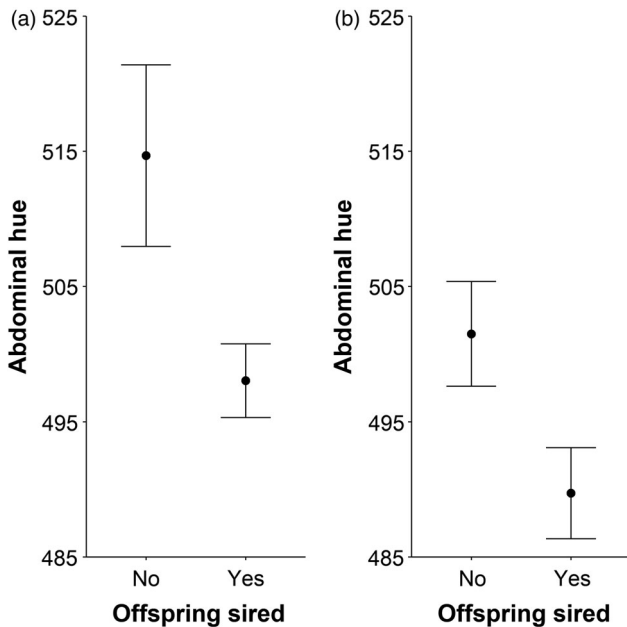 (a)
525
515
505
495
485
Abdominal hue
No Yes
Offspring sired
(b)
525
515
505
495
485
Abdominal hue
No Yes
Offspring sired